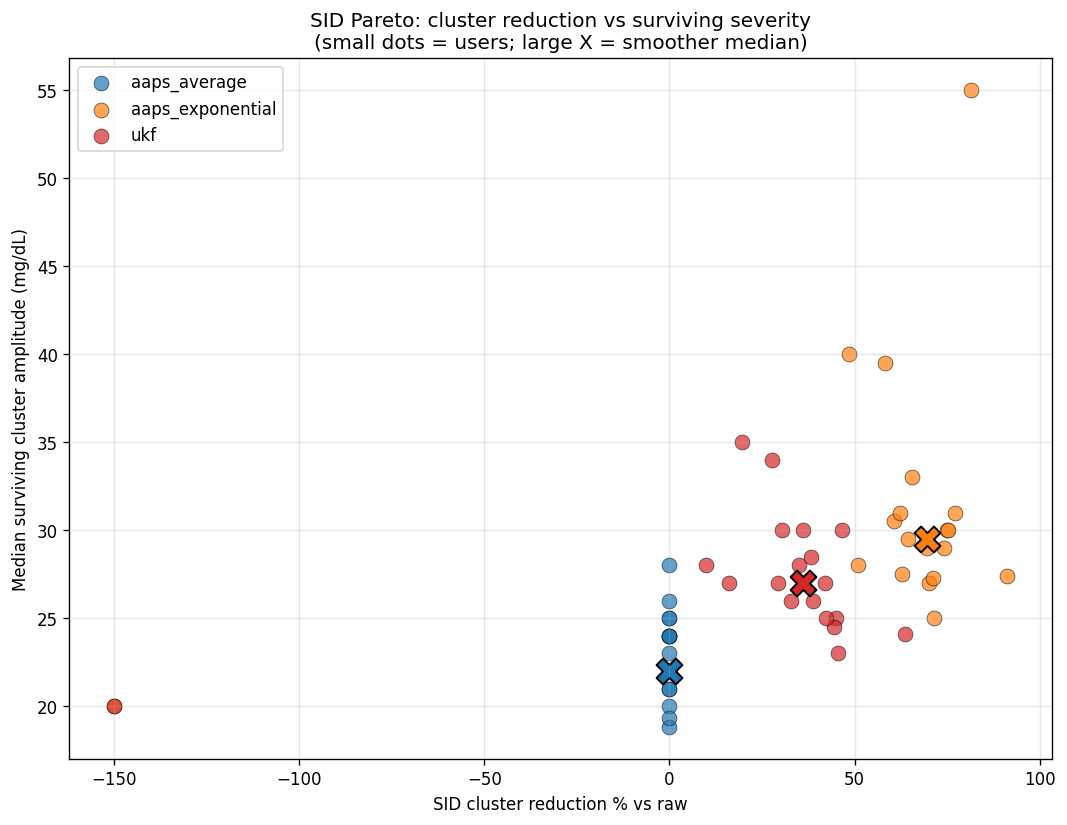 SID Pareto: cluster reduction vs surviving severity
(small dots = users; large X = smoother median)
aaps_average
aaps_exponential
ukf
Median surviving cluster amplitude (mg/dL)
55
50
45
40
35
30
25
20
−150
−100
−50
0
50
100
SID cluster reduction % vs raw